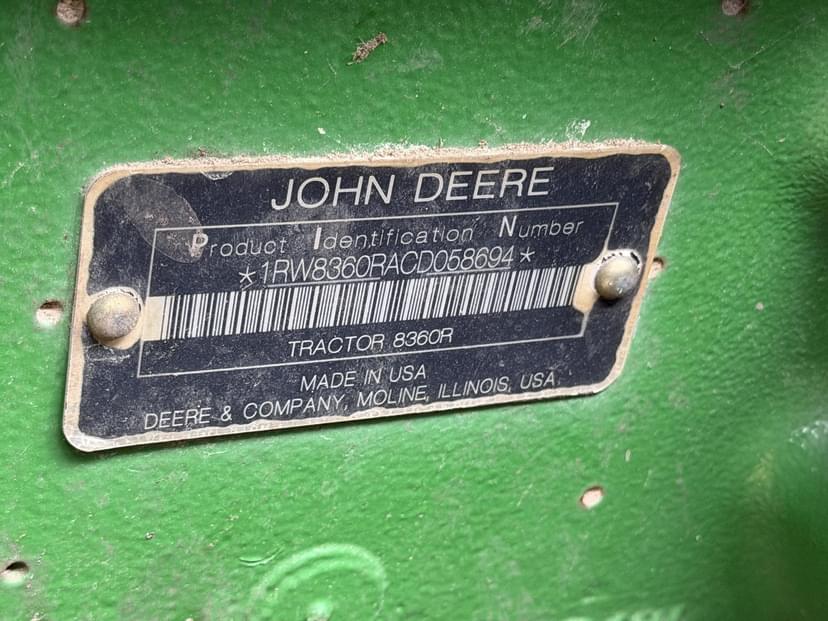 JOHN DEERE
Product Identification Number
*1RW8360RACD058694*
TRACTOR 8360R
MADE IN USA
DEERE & COMPANY, MOLINE, ILLINOIS, USA